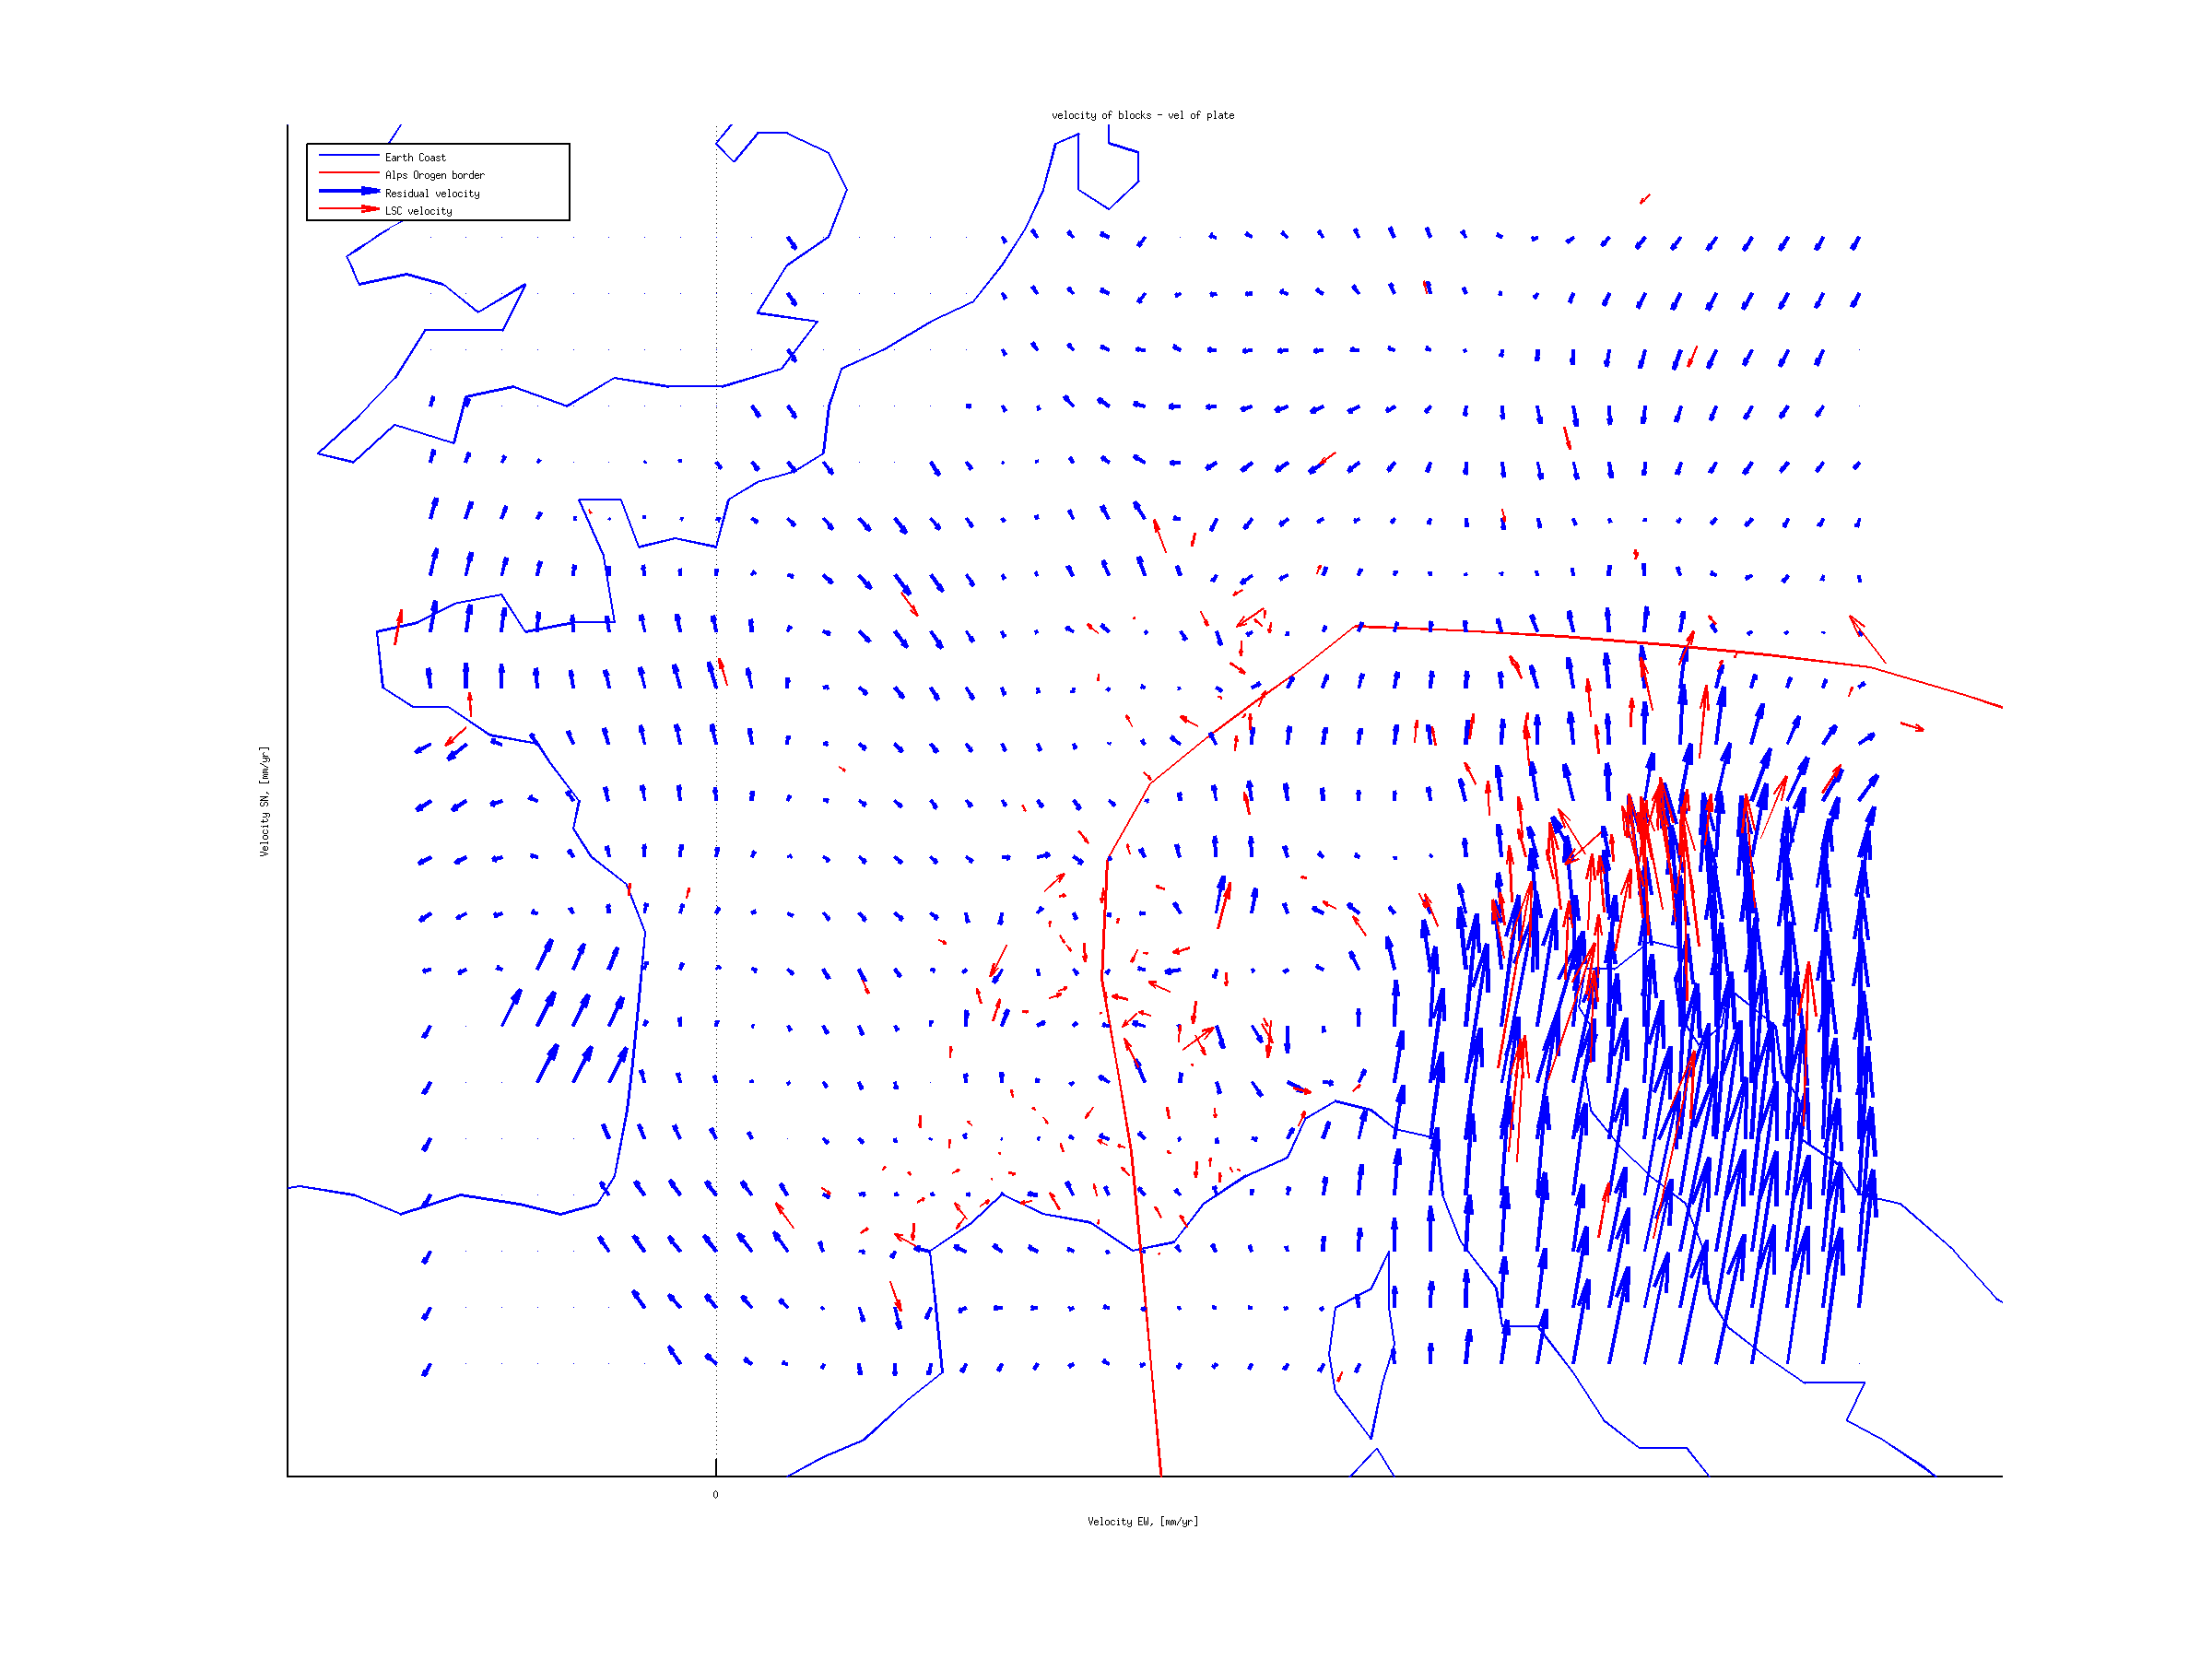 velocity of blocks - vel of plate
Earth Coast
Alps Orogen border
Residual velocity
LSC velocity
Velocity SN, [mm/yr]
0
Velocity EW, [mm/yr]